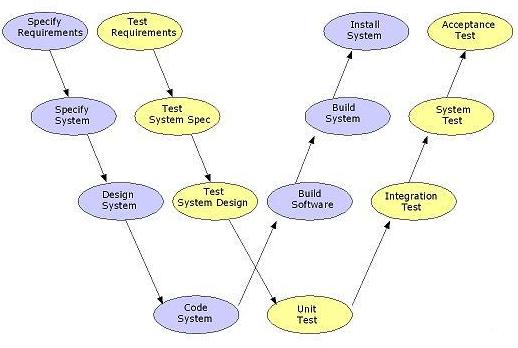 Specify
Requirements
Test
Requirements
Install
System
Acceptance
Test
Specify
System
Test
System Spec
Build
System
System
Test
Design
System
Test
System Design
Build
Software
Integration
Test
Code
System
Unit
Test